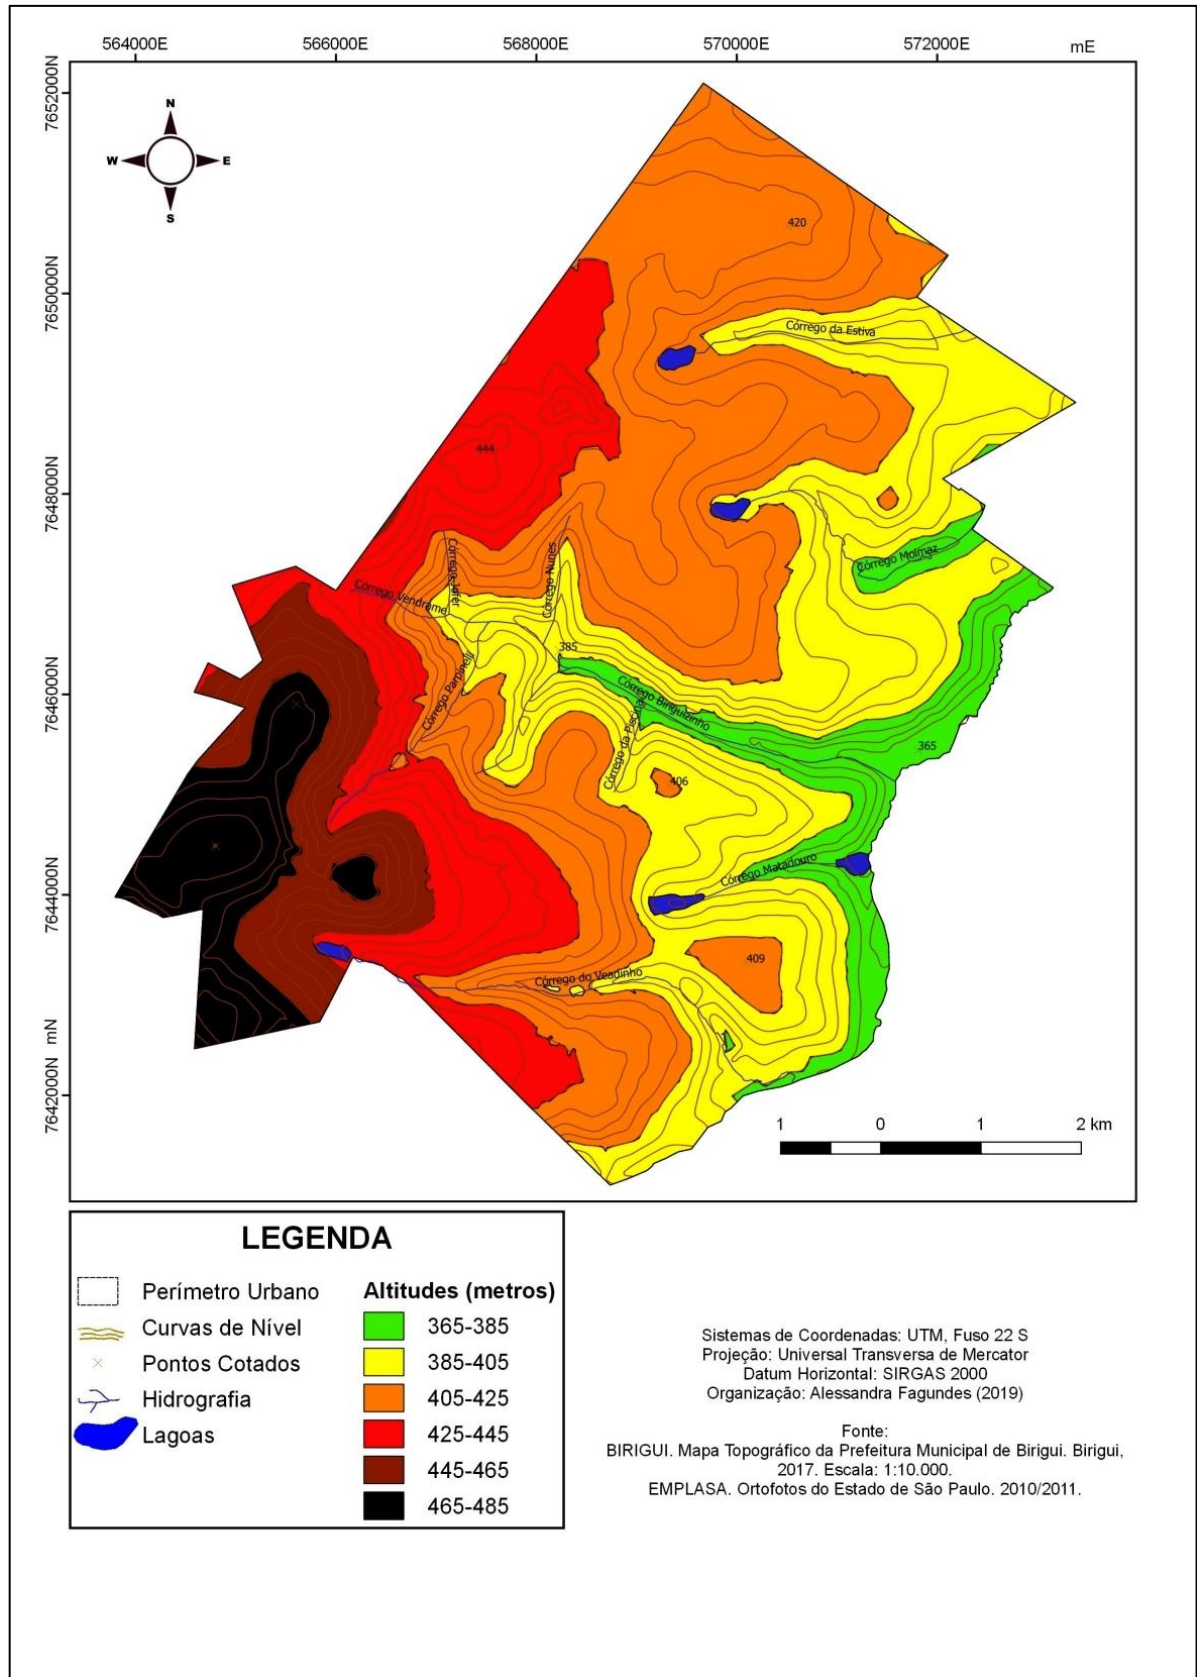 564000E 566000E 568000E 570000E 572000E mE
7652000N
7650000N
7648000N
7646000N
7644000N
7642000N mN
N
W E
S
420
Córrego da Estiva
444
Córrego Nunes
Córrego Molmaz
Córrego Vendrame
385
Córrego Parpinelli
Córrego Biriguizinho
Córrego da Piscina
365
406
Córrego Matadouro
409
Córrego do Veadinho
1 0 1 2 km
LEGENDA
Perímetro Urbano
Curvas de Nível
Pontos Cotados
Hidrografia
Lagoas
Altitudes (metros)
365-385
385-405
405-425
425-445
445-465
465-485
Sistemas de Coordenadas: UTM, Fuso 22 S
Projeção: Universal Transversa de Mercator
Datum Horizontal: SIRGAS 2000
Organização: Alessandra Fagundes (2019)
Fonte:
BIRIGUI. Mapa Topográfico da Prefeitura Municipal de Birigui. Birigui,
2017. Escala: 1:10.000.
EMPLASA. Ortofotos do Estado de São Paulo. 2010/2011.